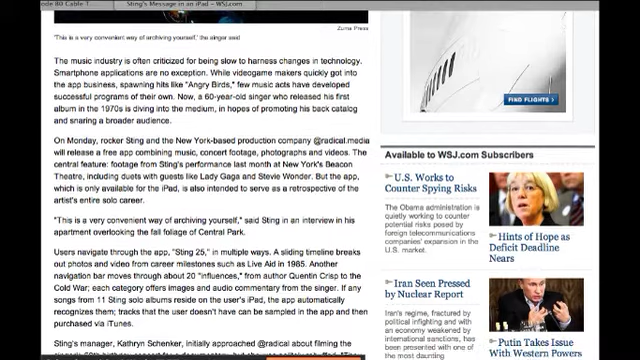 Sting's Message in an iPad – WSJ.com
Zuma Press
'This is a very convenient way of archiving yourself,' the singer said
The music industry is often criticized for being slow to harness changes in technology.
Smartphone applications are no exception. While videogame makers quickly got into
the app business, spawning hits like "Angry Birds," few music acts have developed
successful programs of their own. Now, a 60-year-old singer who released his first
album in the 1970s is diving into the medium, in hopes of promoting his back catalog
and snaring a broader audience.
On Monday, rocker Sting and the New York-based production company @radical.media
will release a free app combining music, concert footage, photographs and videos. The
central feature: footage from Sting's performance last month at New York's Beacon
Theatre, including duets with guests like Lady Gaga and Stevie Wonder. But the app,
which is only available for the iPad, is also intended to serve as a retrospective of the
artist's entire solo career.
"This is a very convenient way of archiving yourself," said Sting in an interview in his
apartment overlooking the fall foliage of Central Park.
Users navigate through the app, "Sting 25," in multiple ways. A sliding timeline breaks
out photos and video from career milestones such as Live Aid in 1985. Another
navigation bar moves through about 20 "influences," from author Quentin Crisp to the
Cold War; each category offers images and audio commentary from the singer. If any
songs from 11 Sting solo albums reside on the user's iPad, the app automatically
recognizes them; tracks that the user doesn't have can be sampled in the app and then
purchased via iTunes.
Sting's manager, Kathryn Schenker, initially approached @radical about filming the
FIND FLIGHTS
Available to WSJ.com Subscribers
U.S. Works to
Counter Spying Risks
The Obama administration is
quietly working to counter
potential risks posed by
foreign telecommunications
companies' expansion in the
U.S. market.
Hints of Hope as
Deficit Deadline
Nears
Iran Seen Pressed
by Nuclear Report
Iran's regime, fractured by
political infighting and with
an economy weakened by
international sanctions, has
been presented with one of
the most daunting
Putin Takes Issue
With Western Powers